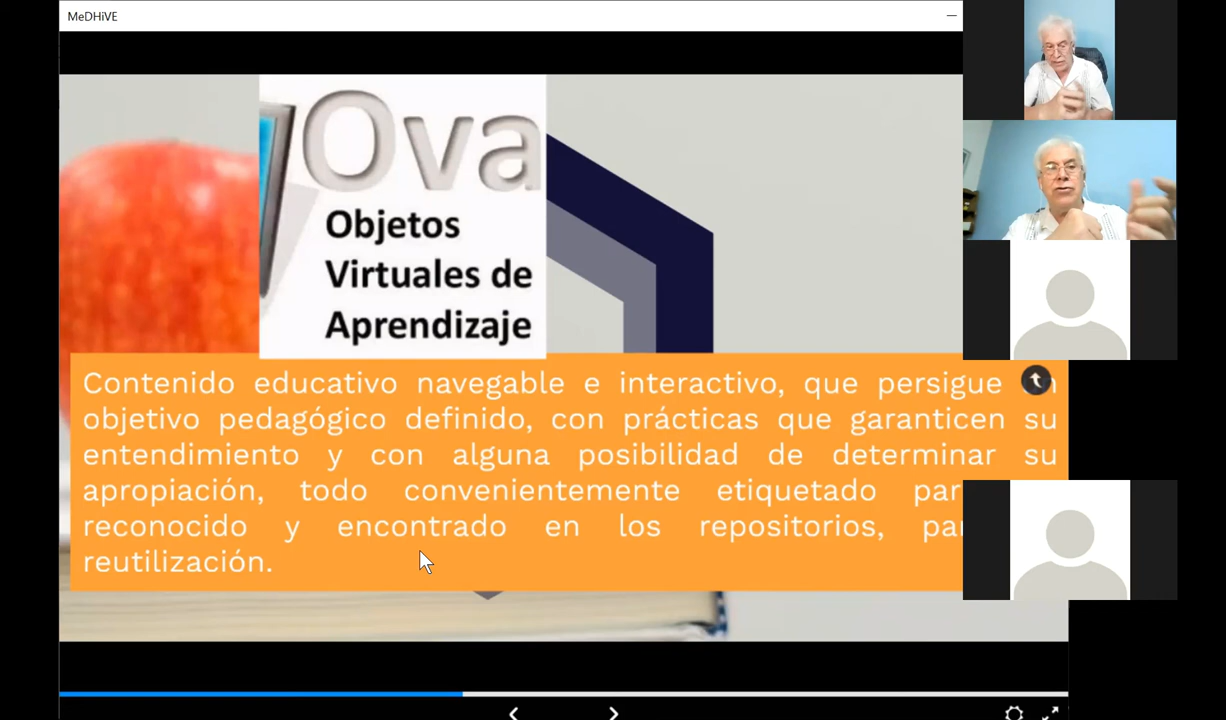 MeDHiVE
Ova
Objetos
Virtuales de
Aprendizaje
Contenido educativo navegable e interactivo, que persigue
objetivo pedagógico definido, con prácticas que garanticen su
entendimiento y con alguna posibilidad de determinar su
apropiación, todo convenientemente etiquetado
reconocido y encontrado en los repositorios,
reutilización.